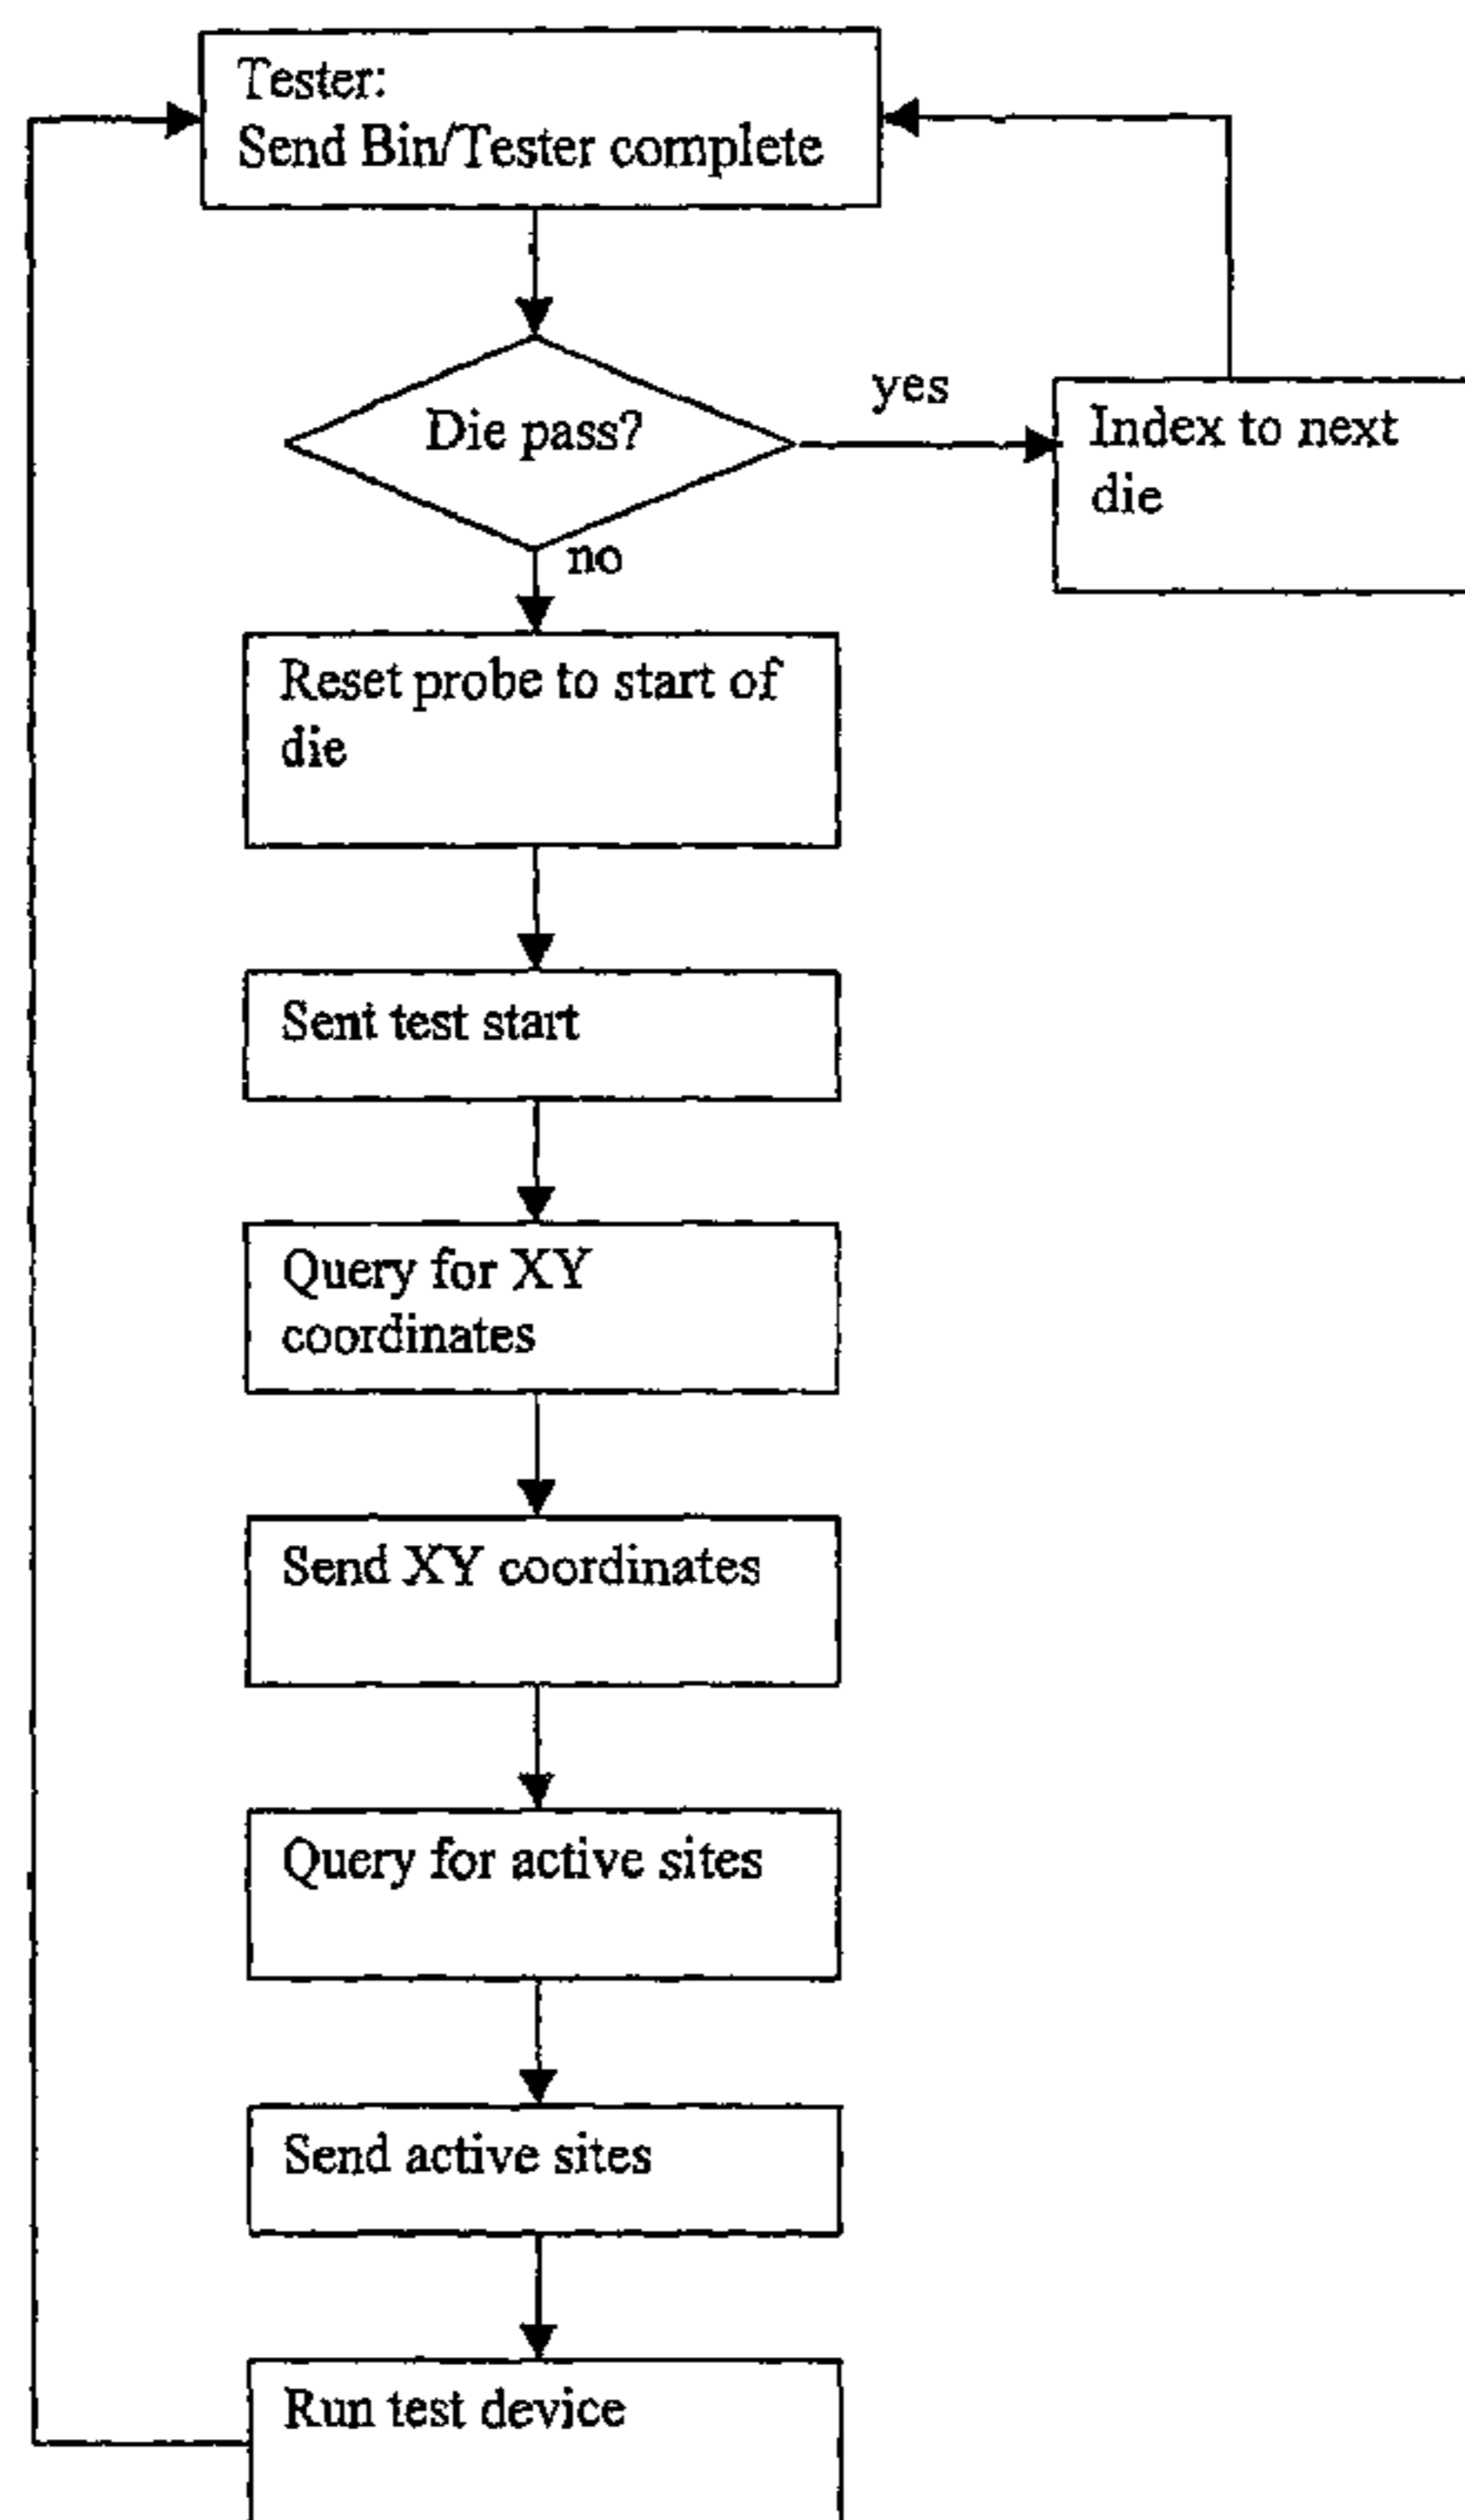 Tester:
Send Bin/Tester complete
Die pass?
yes
Index to next
die
no
Reset probe to start of
die
Sent test start
Query for XY
coordinates
Send XY coordinates
Query for active sites
Send active sites
Run test device